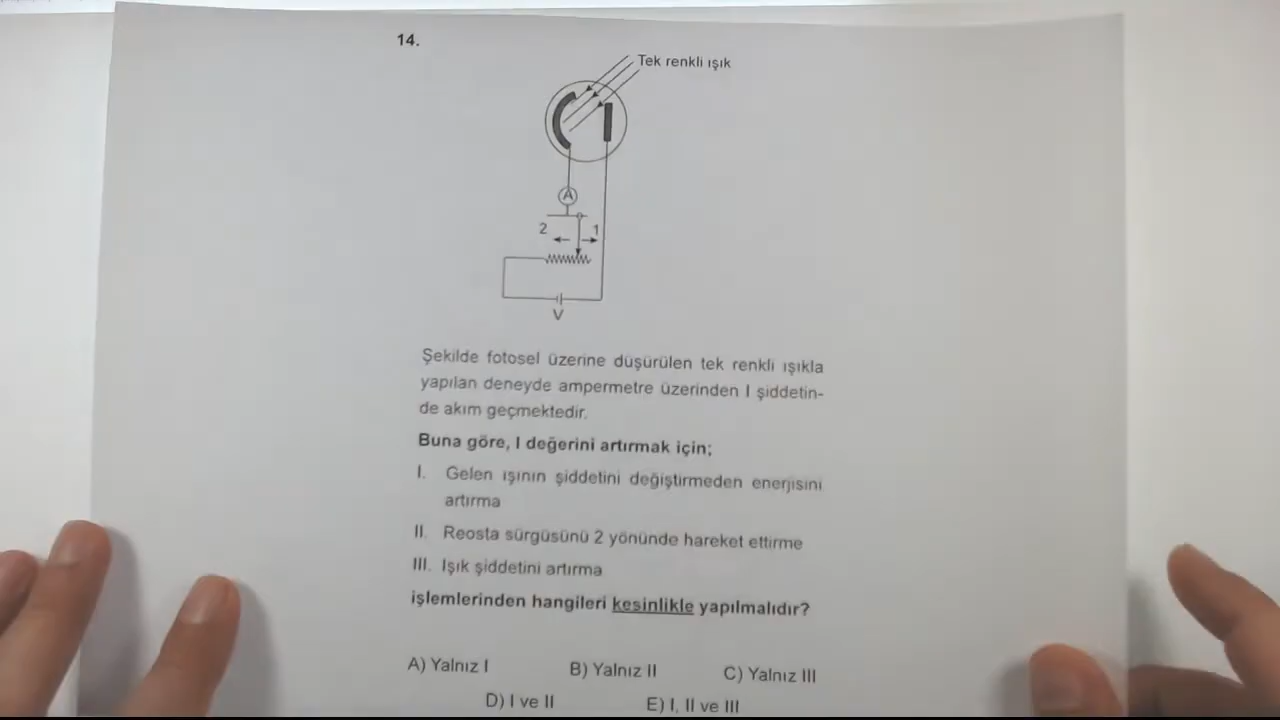 14.
Tek renkli ışık
A
2
1
V
Şekilde fotosel üzerine düşürülen tek renkli ışıkla
yapılan deneyde ampermetre üzerinden I şiddetin-
de akım geçmektedir.
Buna göre, I değerini artırmak için;
I. Gelen ışının şiddetini değiştirmeden enerjisini
artırma
II. Reosta sürgüsünü 2 yönünde hareket ettirme
III. Işık şiddetini artırma
işlemlerinden hangileri kesinlikle yapılmalıdır?
A) Yalnız I B) Yalnız II C) Yalnız III
D) I ve II E) I, II ve III